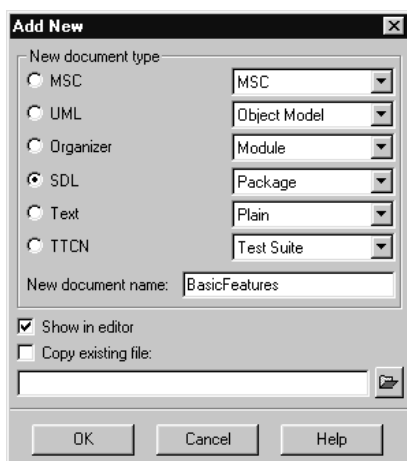 Add New
New document type
MSC MSC
UML Object Model
Organizer Module
SDL Package
Text Plain
TTCN Test Suite
New document name: BasicFeatures
Show in editor
Copy existing file:
OK Cancel Help